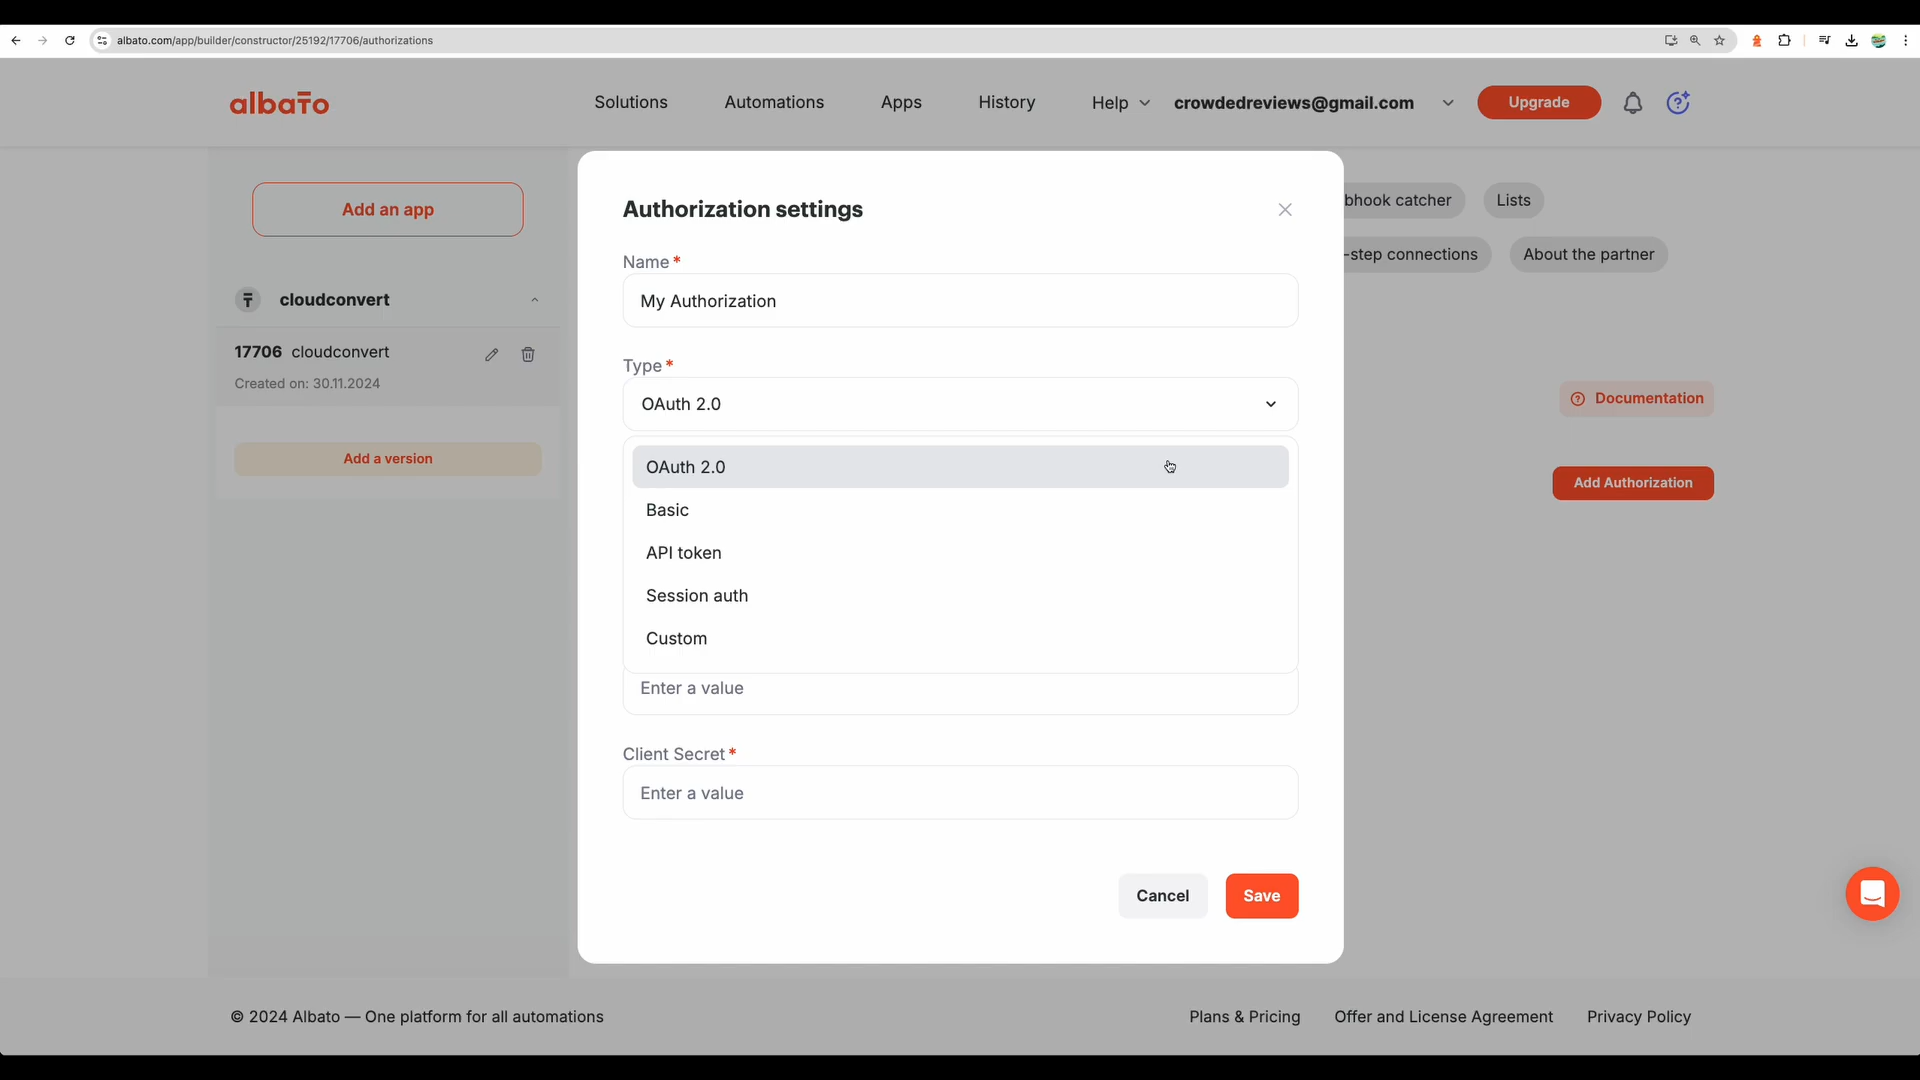 albato.com/app/builder/constructor/25192/17706/authorizations
albato
Solutions
Automations
Apps
History
Help
crowdedreviews@gmail.com
Upgrade
Add an app
cloudconvert
17706 cloudconvert
Created on: 30.11.2024
Add a version
Authorization settings
Name *
My Authorization
Type *
OAuth 2.0
OAuth 2.0
Basic
API token
Session auth
Custom
Enter a value
Client Secret *
Enter a value
Cancel
Save
bhook catcher
Lists
-step connections
About the partner
Documentation
Add Authorization
© 2024 Albato — One platform for all automations
Plans & Pricing
Offer and License Agreement
Privacy Policy